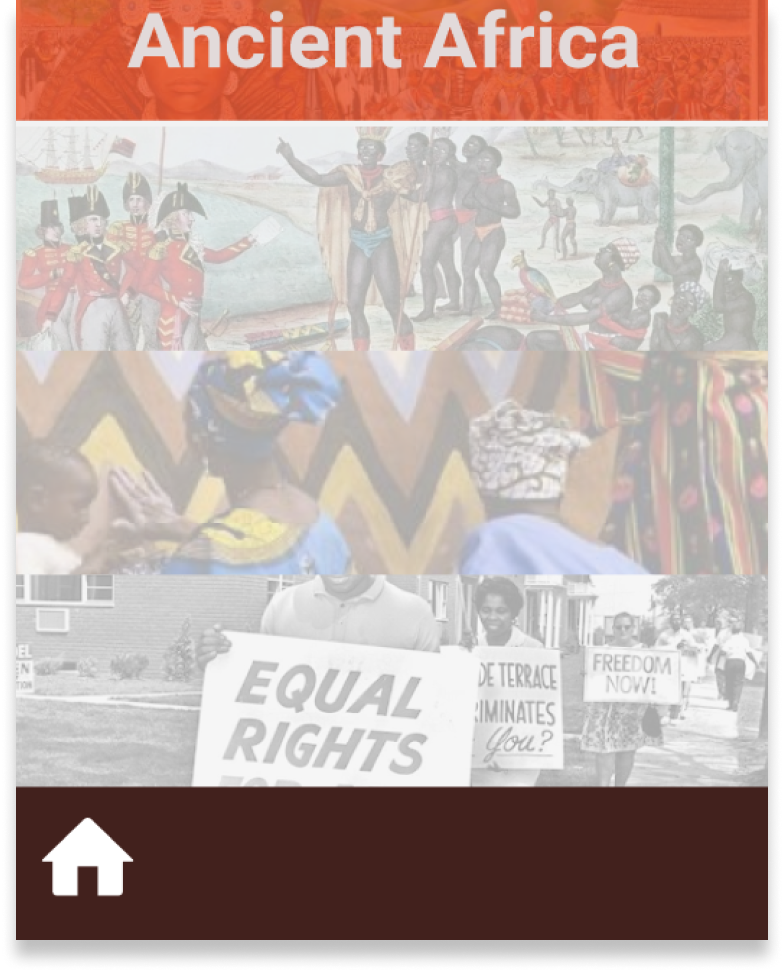 Ancient Africa
EQUAL
RIGHTS
DE TERRACE
RIMINATES
You?
FREEDOM
NOW!